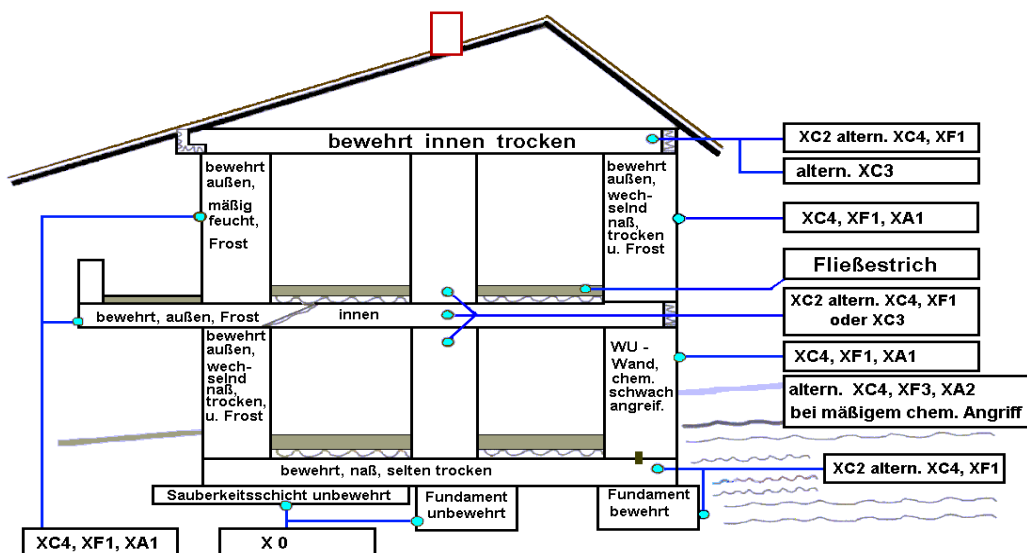 bewehrt innen trocken
XC2 altern. XC4, XF1
altern. XC3
bewehrt
außen,
mäßig
feucht,
Frost
bewehrt
außen,
wech-
selnd
naß,
trocken
u. Frost
XC4, XF1, XA1
Fließestrich
bewehrt, außen, Frost
innen
XC2 altern. XC4, XF1
oder XC3
bewehrt
außen,
wech-
selnd
naß,
trocken,
u. Frost
WU -
Wand,
chem.
schwach
angreif.
XC4, XF1, XA1
altern. XC4, XF3, XA2
bei mäßigem chem. Angriff
bewehrt, naß, selten trocken
XC2 altern. XC4, XF1
Sauberkeitsschicht unbewehrt
Fundament
unbewehrt
Fundament
bewehrt
XC4, XF1, XA1
X 0